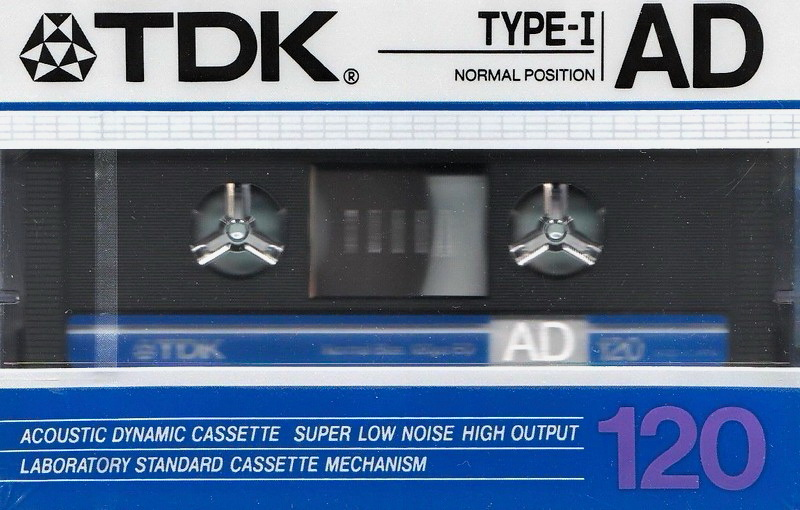 TDK®
TYPE-I
NORMAL POSITION
AD
TDK AD 120
ACOUSTIC DYNAMIC CASSETTE SUPER LOW NOISE HIGH OUTPUT
LABORATORY STANDARD CASSETTE MECHANISM
120